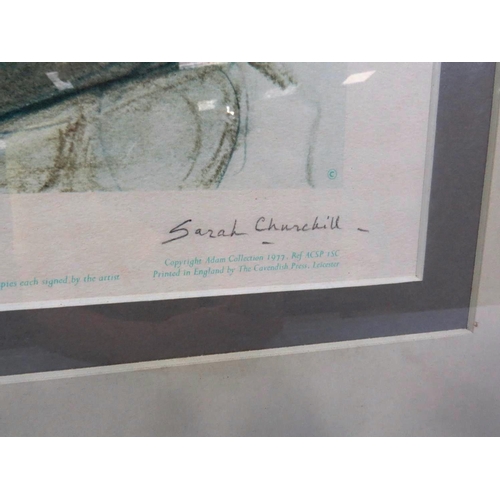 ©
Sarah Churchill
Copyright Adam Collection 1973. Ref ACSP 15C
each signed by the artist
Printed in England by The Cavendish Press, Leicester